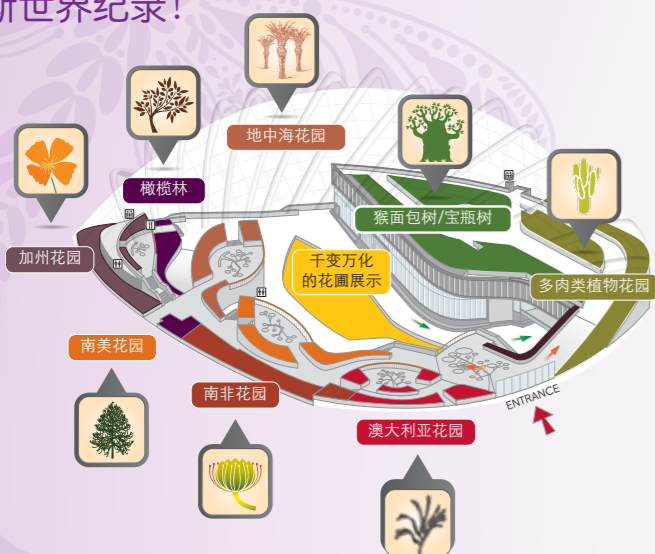 新世界纪录!
地中海花园
橄榄林
猴面包树/宝瓶树
加州花园
千变万化
的花圃展示
多肉类植物花园
南美花园
南非花园
ENTRANCE
澳大利亚花园